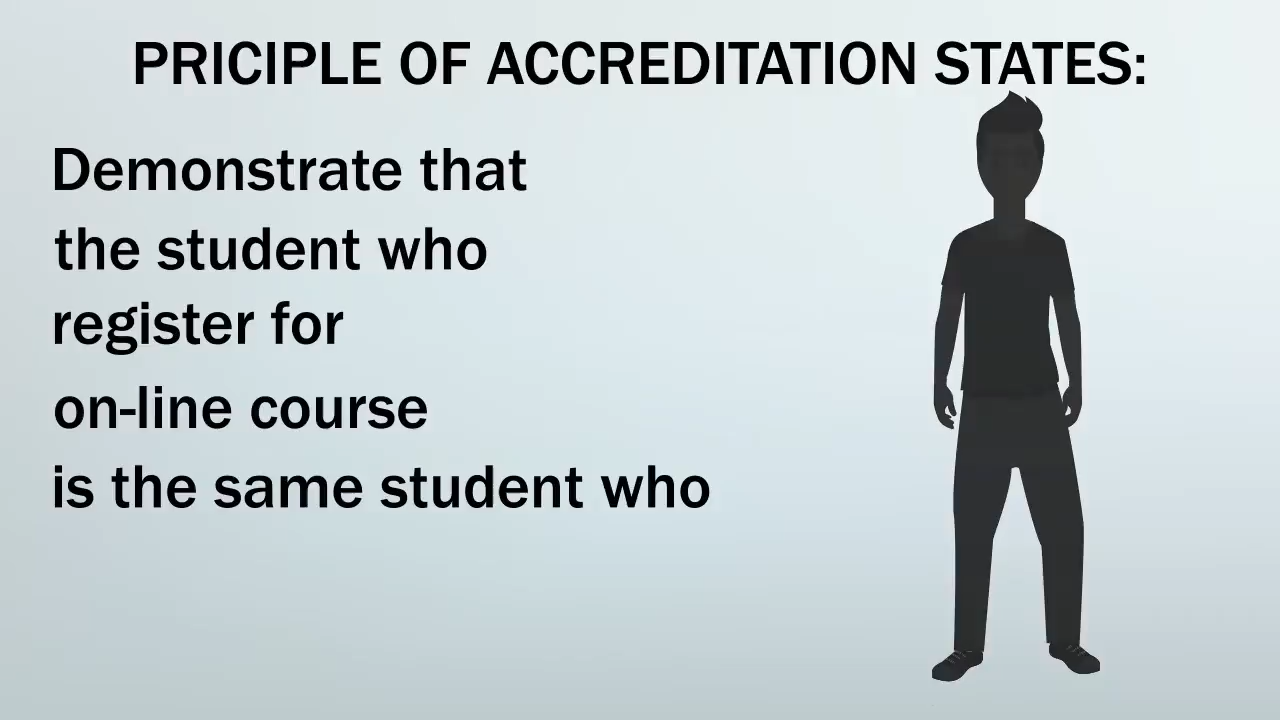 PRICIPLE OF ACCREDITATION STATES:
Demonstrate that
the student who
register for
on-line course
is the same student who